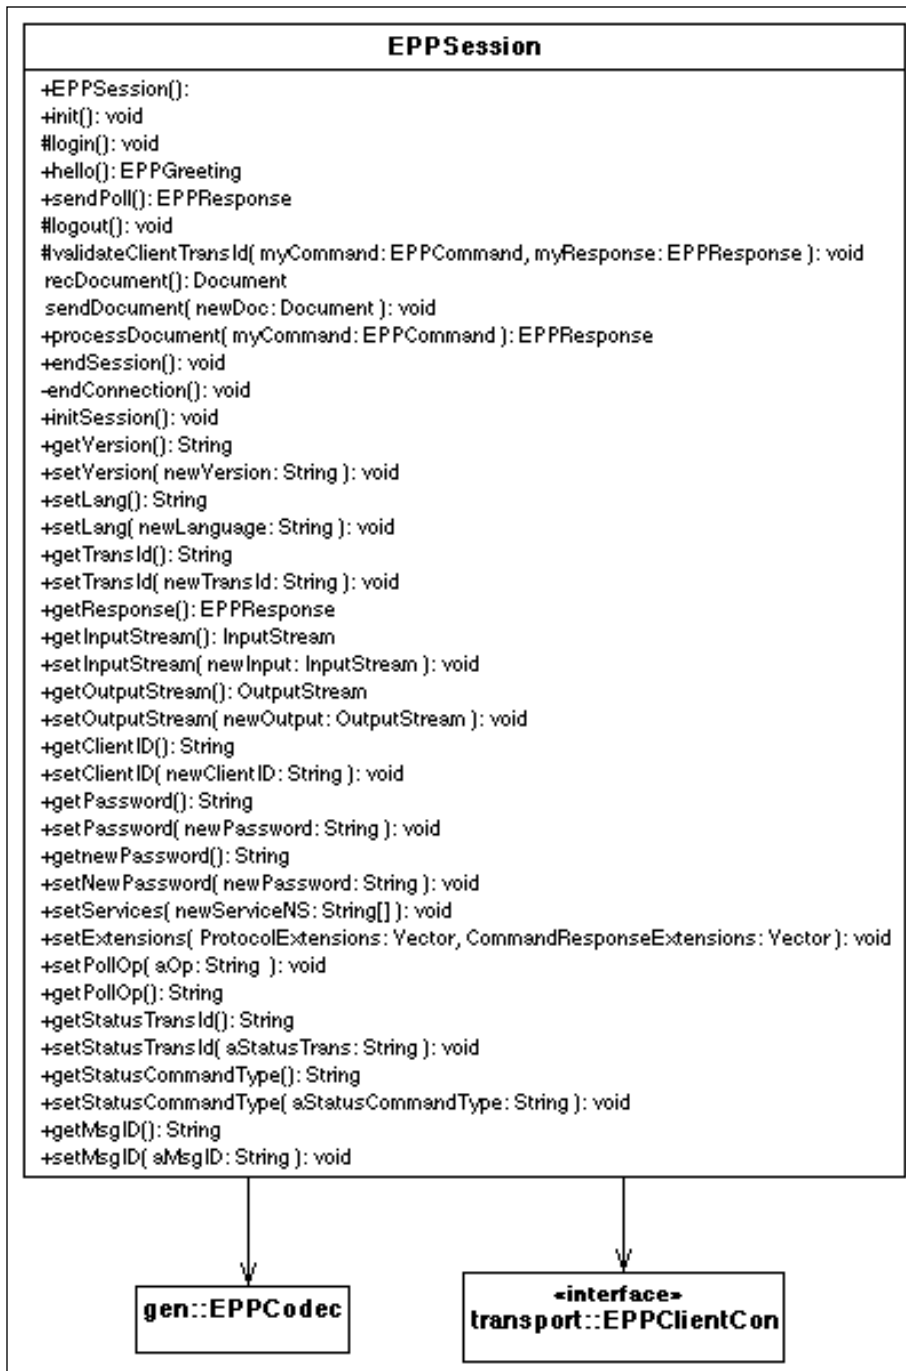 EPPSession
+EPPSession():
+init(): void
#login(): void
+hello(): EPPGreeting
+sendPoll(): EPPResponse
#logout(): void
#validateClientTransId( myCommand: EPPCommand, myResponse: EPPResponse ): void
recDocument(): Document
sendDocument( newDoc: Document ): void
+processDocument( myCommand: EPPCommand ): EPPResponse
+endSession(): void
-endConnection(): void
+initSession(): void
+getVersion(): String
+setVersion( newVersion: String ): void
+setLang(): String
+setLang( newLanguage: String ): void
+getTransId(): String
+setTransId( newTransId: String ): void
+getResponse(): EPPResponse
+getInputStream(): InputStream
+setInputStream( newInput: InputStream ): void
+getOutputStream(): OutputStream
+setOutputStream( newOutput: OutputStream ): void
+getClientID(): String
+setClientID( newClientID: String ): void
+getPassword(): String
+setPassword( newPassword: String ): void
+getnewPassword(): String
+setNewPassword( newPassword: String ): void
+setServices( newServiceNS: String[] ): void
+setExtensions( ProtocolExtensions: Vector, CommandResponseExtensions: Vector ): void
+setPollOp( aOp: String ): void
+getPollOp(): String
+getStatusTransId(): String
+setStatusTransId( aStatusTrans: String ): void
+getStatusCommandType(): String
+setStatusCommandType( aStatusCommandType: String ): void
+getMsgID(): String
+setMsgID( aMsgID: String ): void
gen::EPPCodec
«interface»
transport::EPPClientCon